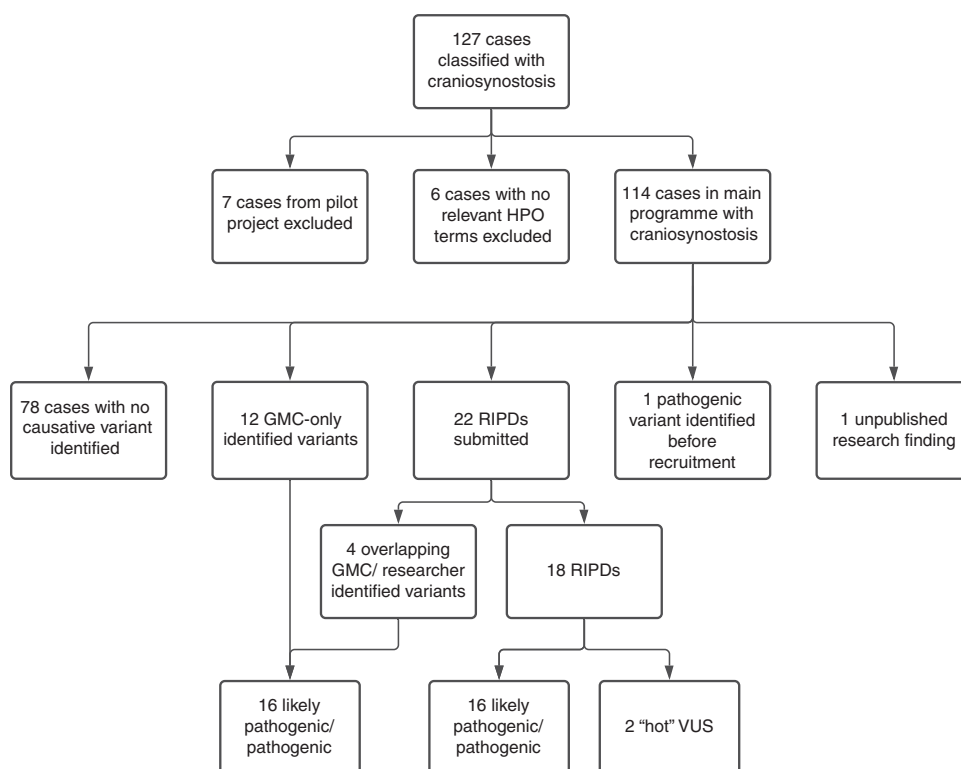 127 cases
classified with
craniosynostosis
7 cases from pilot
project excluded
6 cases with no
relevant HPO
terms excluded
114 cases in main
programme with
craniosynostosis
78 cases with no
causative variant
identified
12 GMC-only
identified variants
22 RIPDs
submitted
1 pathogenic
variant identified
before
recruitment
1 unpublished
research finding
4 overlapping
GMC/ researcher
identified variants
18 RIPDs
16 likely
pathogenic/
pathogenic
16 likely
pathogenic/
pathogenic
2 “hot” VUS